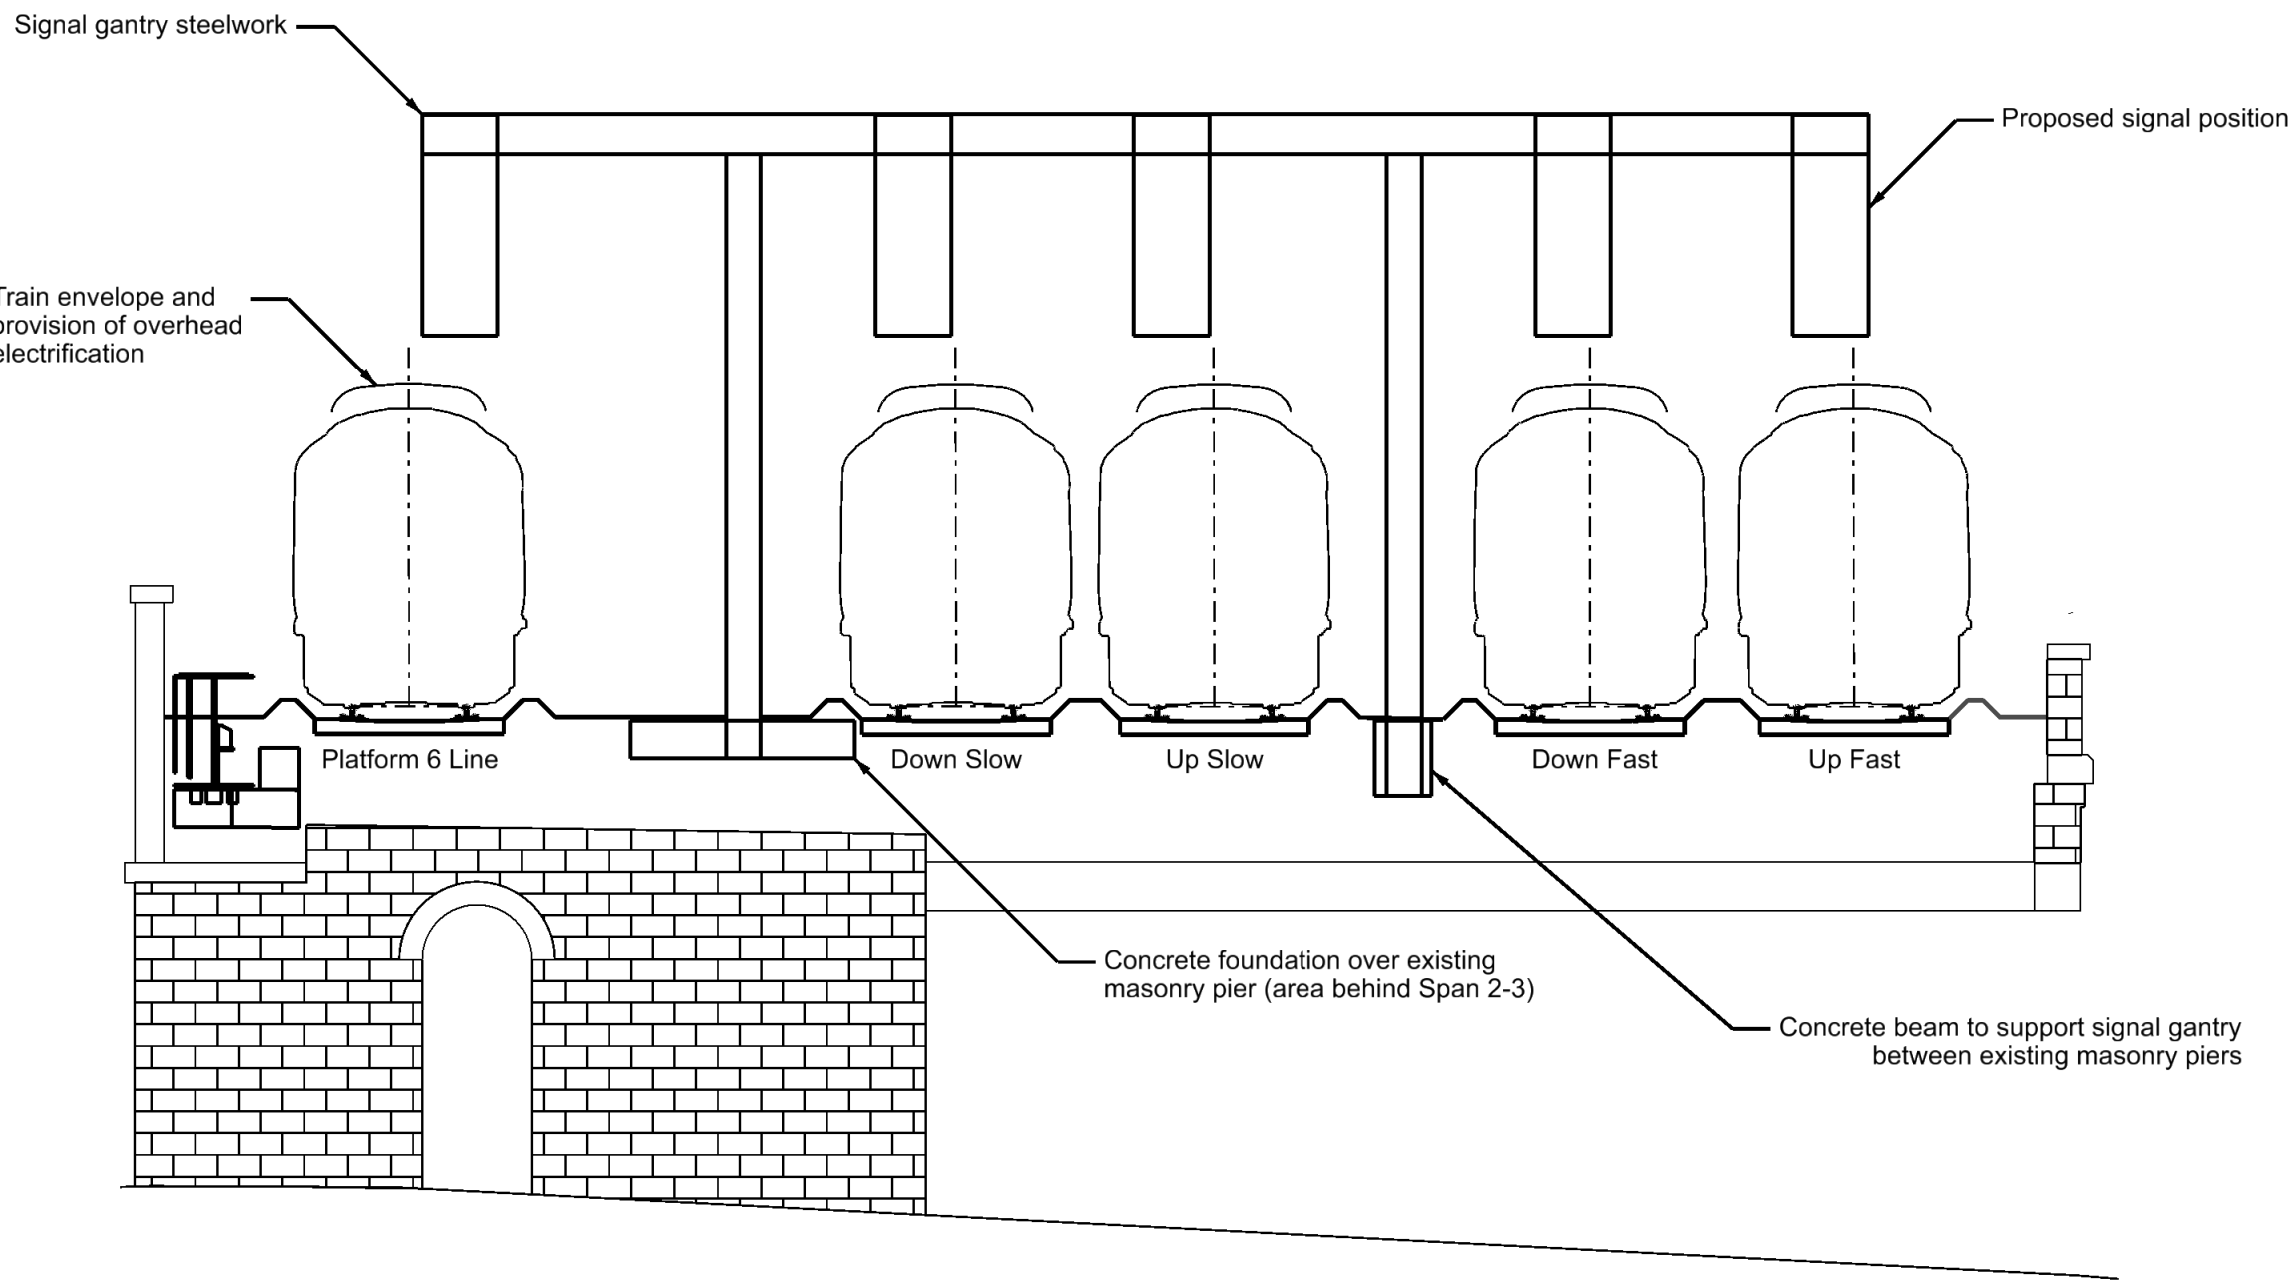 Signal gantry steelwork
Proposed signal position
Train envelope and
provision of overhead
electrification
Platform 6 Line
Down Slow
Up Slow
Down Fast
Up Fast
Concrete foundation over existing
masonry pier (area behind Span 2-3)
Concrete beam to support signal gantry
between existing masonry piers